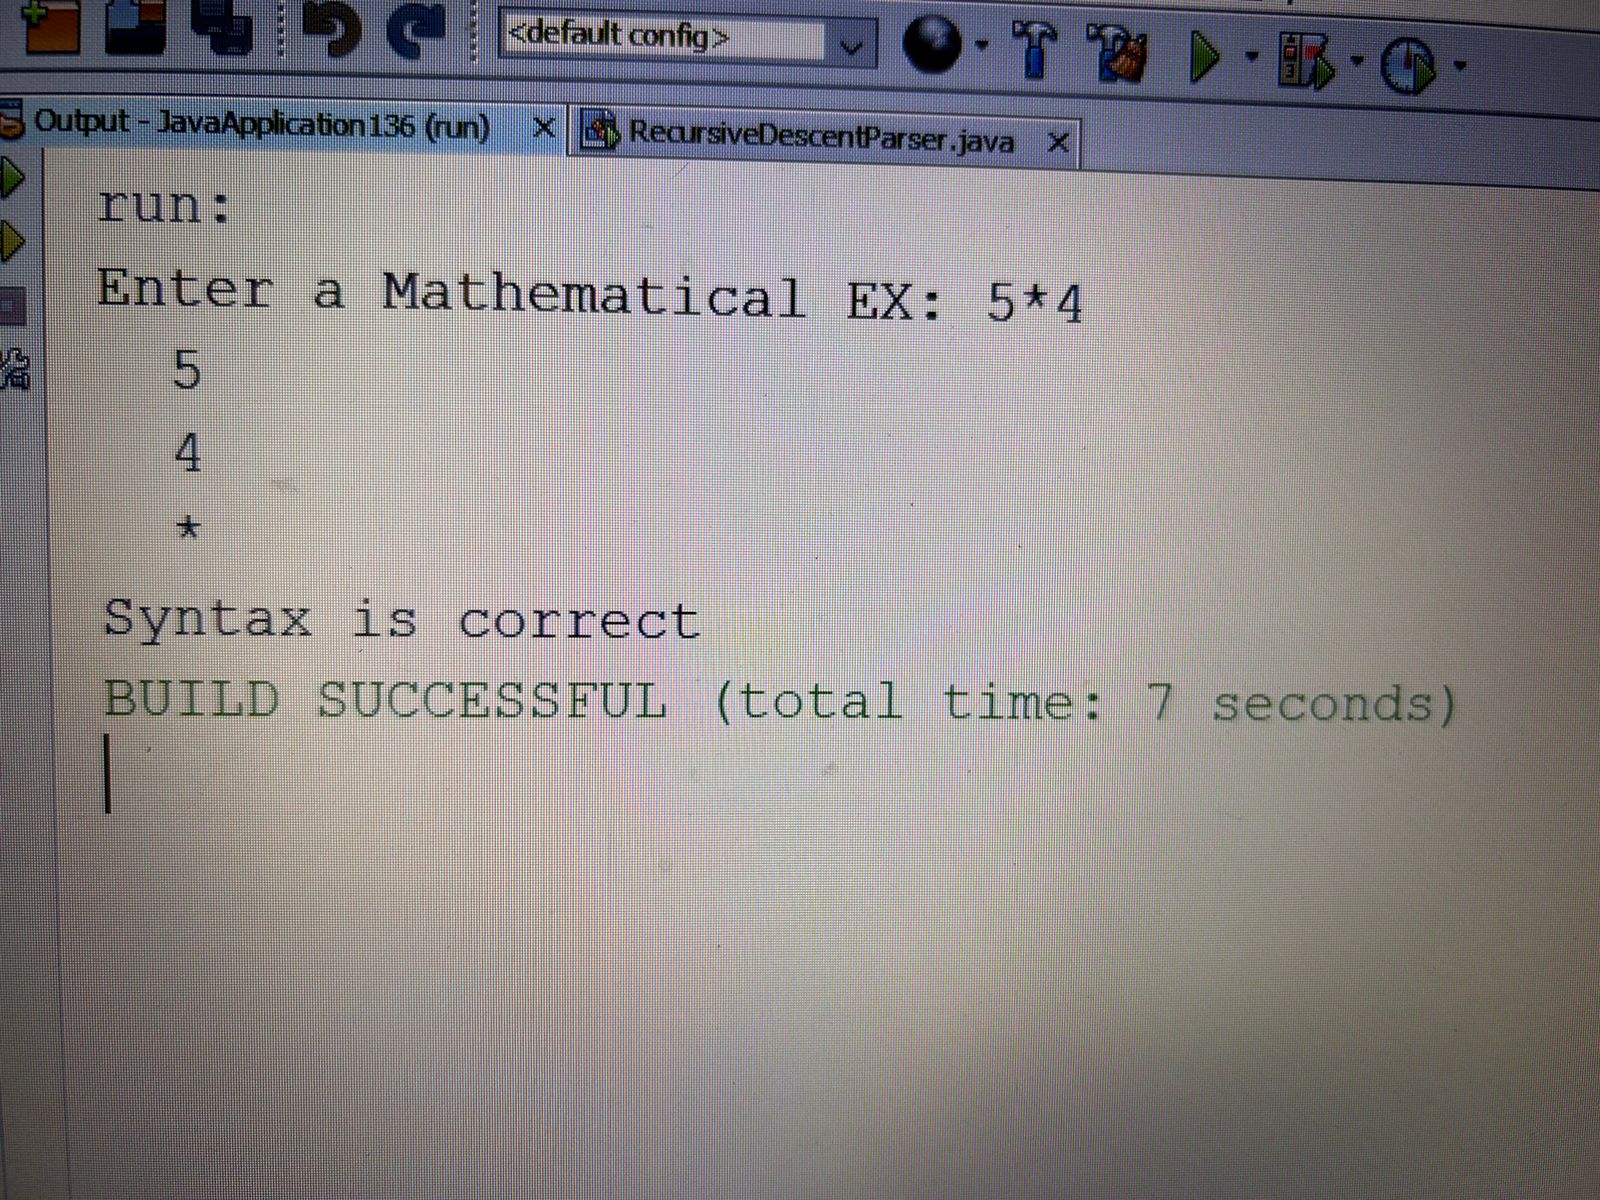 <default config>
Output - JavaApplication136 (run)
RecursiveDescentParser.java
run:
Enter a Mathematical EX: 5*4
5
4
*
Syntax is correct
BUILD SUCCESSFUL (total time: 7 seconds)